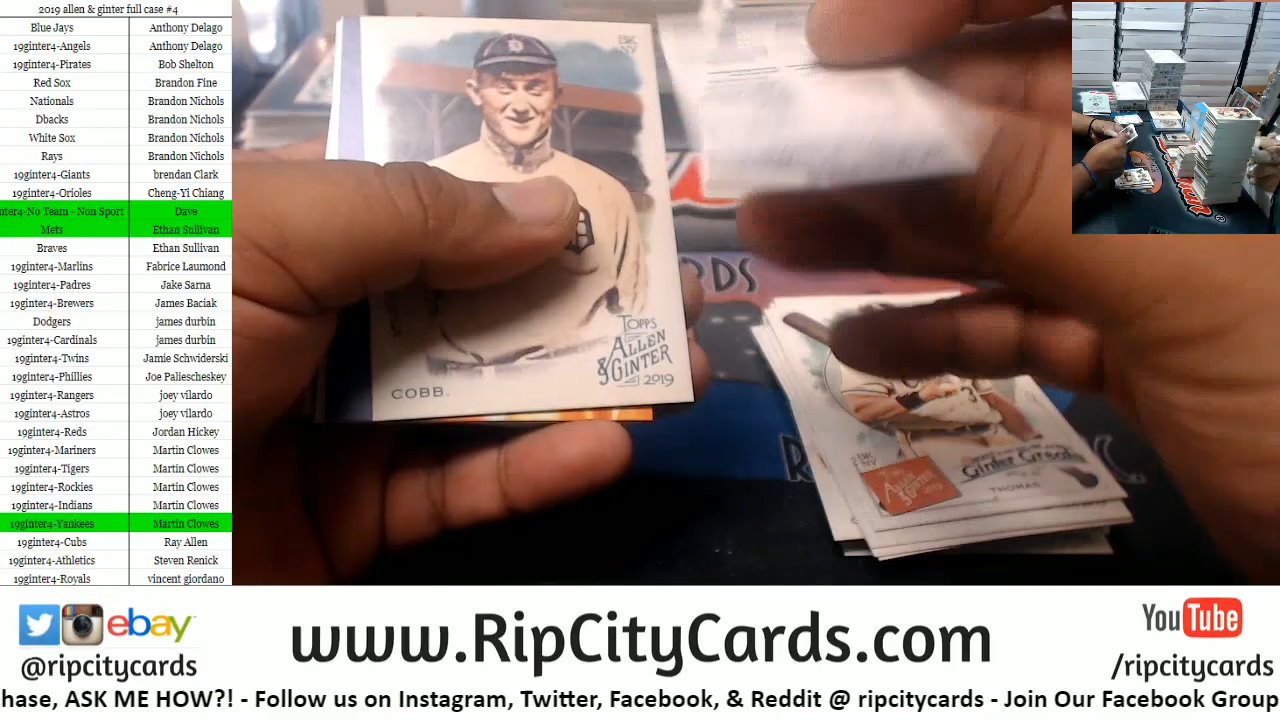 2019 allen & ginter full case #4
Blue Jays Anthony Delago
19ginter4-Angels Anthony Delago
19ginter4-Pirates Bob Shelton
Red Sox Brandon Fine
Nationals Brandon Nichols
Dbacks Brandon Nichols
White Sox Brandon Nichols
Rays Brandon Nichols
19ginter4-Giants brendan Clark
19ginter4-Orioles Cheng-Yi Chiang
nter4-No Team - Non Sport Dave
Mets Ethan Sullivan
Braves Ethan Sullivan
19ginter4-Marlins Fabrice Laumond
19ginter4-Padres Jake Sarna
19ginter4-Brewers James Baciak
Dodgers james durbin
19ginter4-Cardinals james durbin
19ginter4-Twins Jamie Schwiderski
19ginter4-Phillies Joe Paliescheskey
19ginter4-Rangers joey vilardo
19ginter4-Astros joey vilardo
19ginter4-Reds Jordan Hickey
19ginter4-Mariners Martin Clowes
19ginter4-Tigers Martin Clowes
19ginter4-Rockies Martin Clowes
19ginter4-Indians Martin Clowes
19ginter4-Yankees Martin Clowes
19ginter4-Cubs Ray Allen
19ginter4-Athletics Steven Renick
19ginter4-Royals vincent giordano
TOPPS
ALLEN
& GINTER
2019
COBB.
RDS
Ginter Greats
THOMAS
ebay
@ripcitycards
www.RipCityCards.com
YouTube
/ripcitycards
hase, ASK ME HOW?! - Follow us on Instagram, Twitter, Facebook, & Reddit @ ripcitycards - Join Our Facebook Group